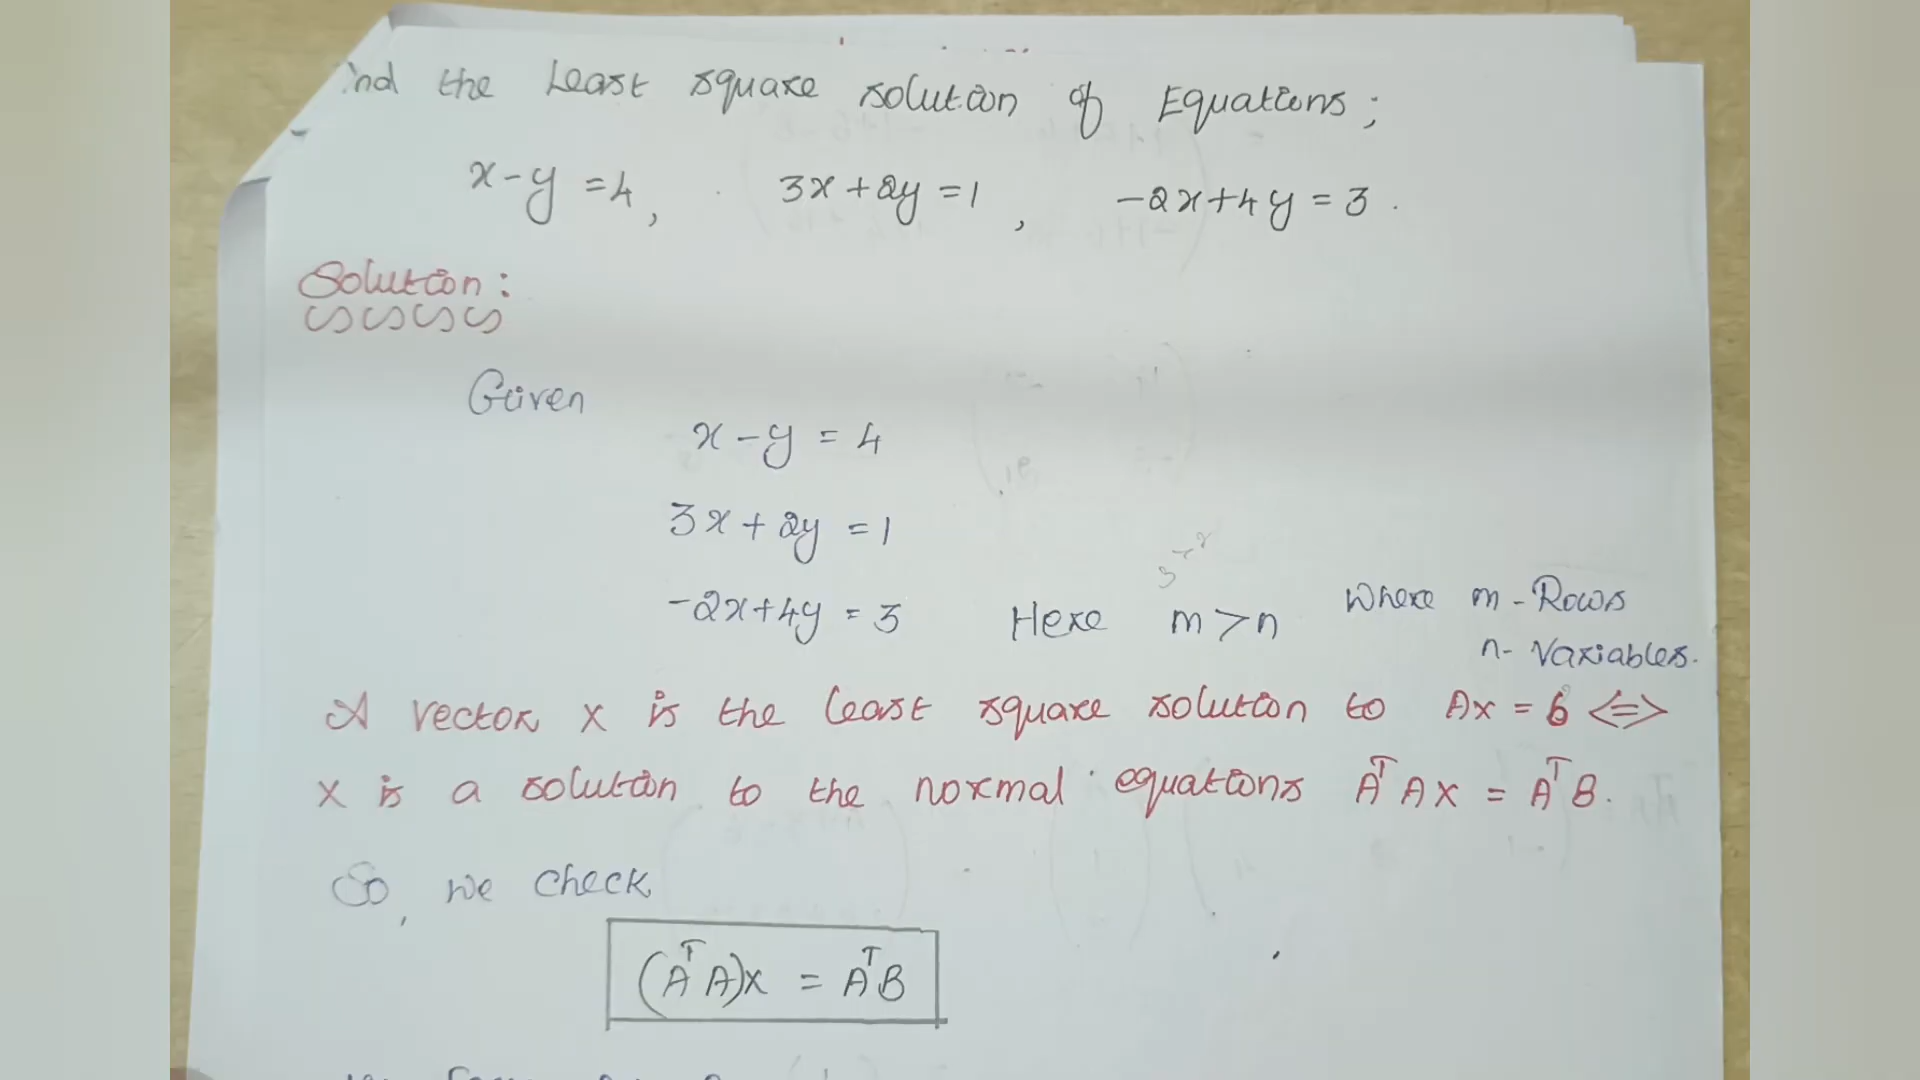 the Least square solution of Equations;
x-y=4, 3x+2y=1, -2x+4y=3.
Solution:
Given
x-y=4
3x+2y=1
-2x+4y=3 Here m>n Where m-Rows
n-Variables.
A vector x is the least square solution to Ax=b <=>
x is a solution to the normal equations AᵀAx = AᵀB.
So, we check
(AᵀA)x = AᵀB